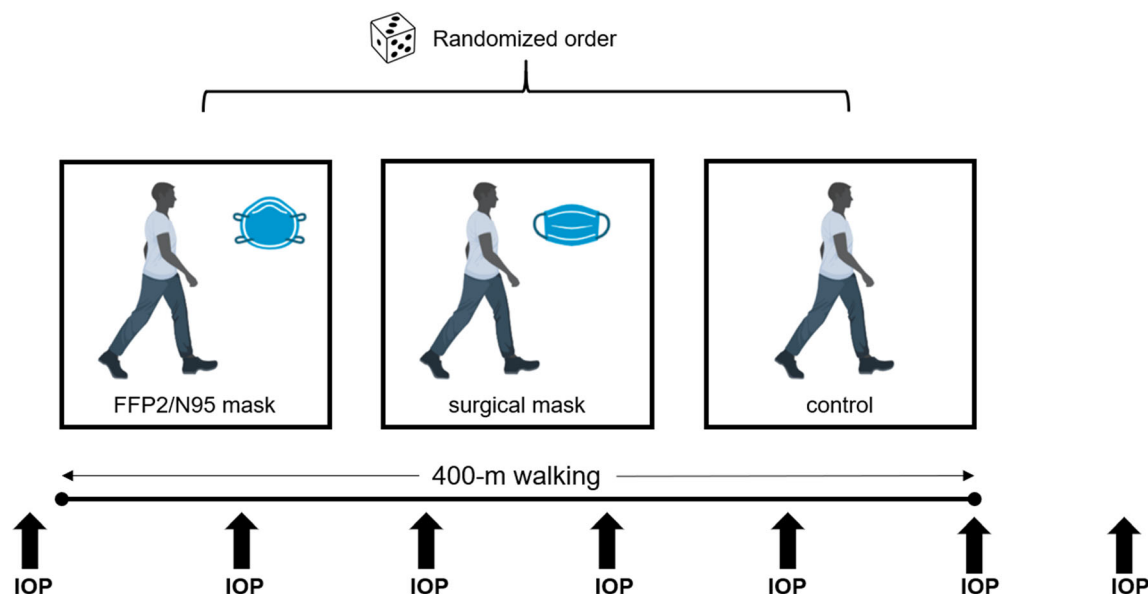 Randomized order
FFP2/N95 mask
surgical mask
control
400-m walking
IOP
IOP
IOP
IOP
IOP
IOP
IOP